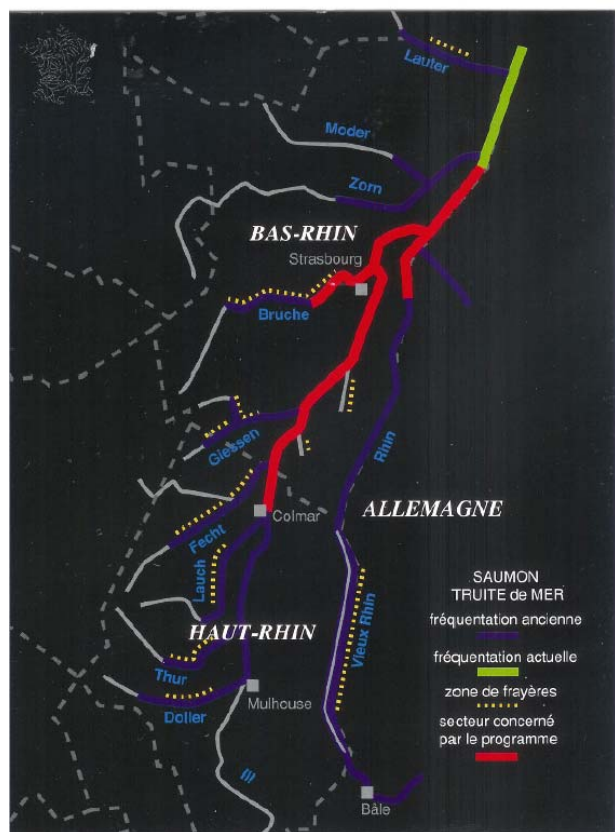 Lauter
Moder
Zorn
BAS-RHIN
Strasbourg
Bruche
Giessen
Rhin
Colmar
ALLEMAGNE
Fecht
Lauch
HAUT-RHIN
Vieux Rhin
Thur
Mulhouse
Doller
Ill
Bâle
SAUMON
TRUITE de MER
fréquentation ancienne
fréquentation actuelle
zone de frayères
secteur concerné
par le programme